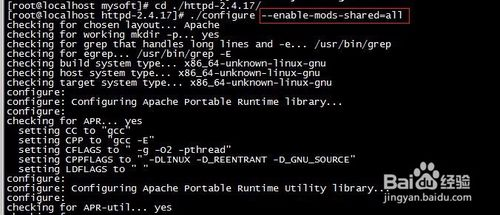 [root@localhost mysoft]# cd ./httpd-2.4.17/
[root@localhost httpd-2.4.17]# ./configure --enable-mods-shared=all
checking for chosen layout... Apache
checking for working mkdir -p... yes
checking for grep that handles long lines and -e... /usr/bin/grep
checking for egrep... /usr/bin/grep -E
checking build system type... x86_64-unknown-linux-gnu
checking host system type... x86_64-unknown-linux-gnu
checking target system type... x86_64-unknown-linux-gnu
configure:
configure: Configuring Apache Portable Runtime library...
configure:
checking for APR... yes
setting CC to "gcc"
setting CPP to "gcc -E"
setting CFLAGS to " -g -O2 -pthread"
setting CPPFLAGS to " -DLINUX -D_REENTRANT -D_GNU_SOURCE"
setting LDFLAGS to " "
configure:
configure: Configuring Apache Portable Runtime Utility library...
configure:
checking for APR-util... yes
Baidu 经验
jingyan.baidu.com